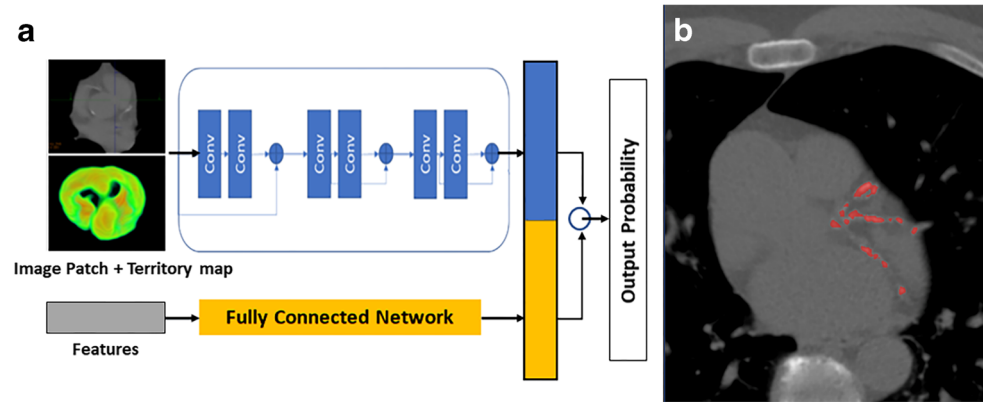 a
b
Conv
Conv
Conv
Conv
Conv
Conv
Image Patch + Territory map
Fully Connected Network
Features
Output Probability